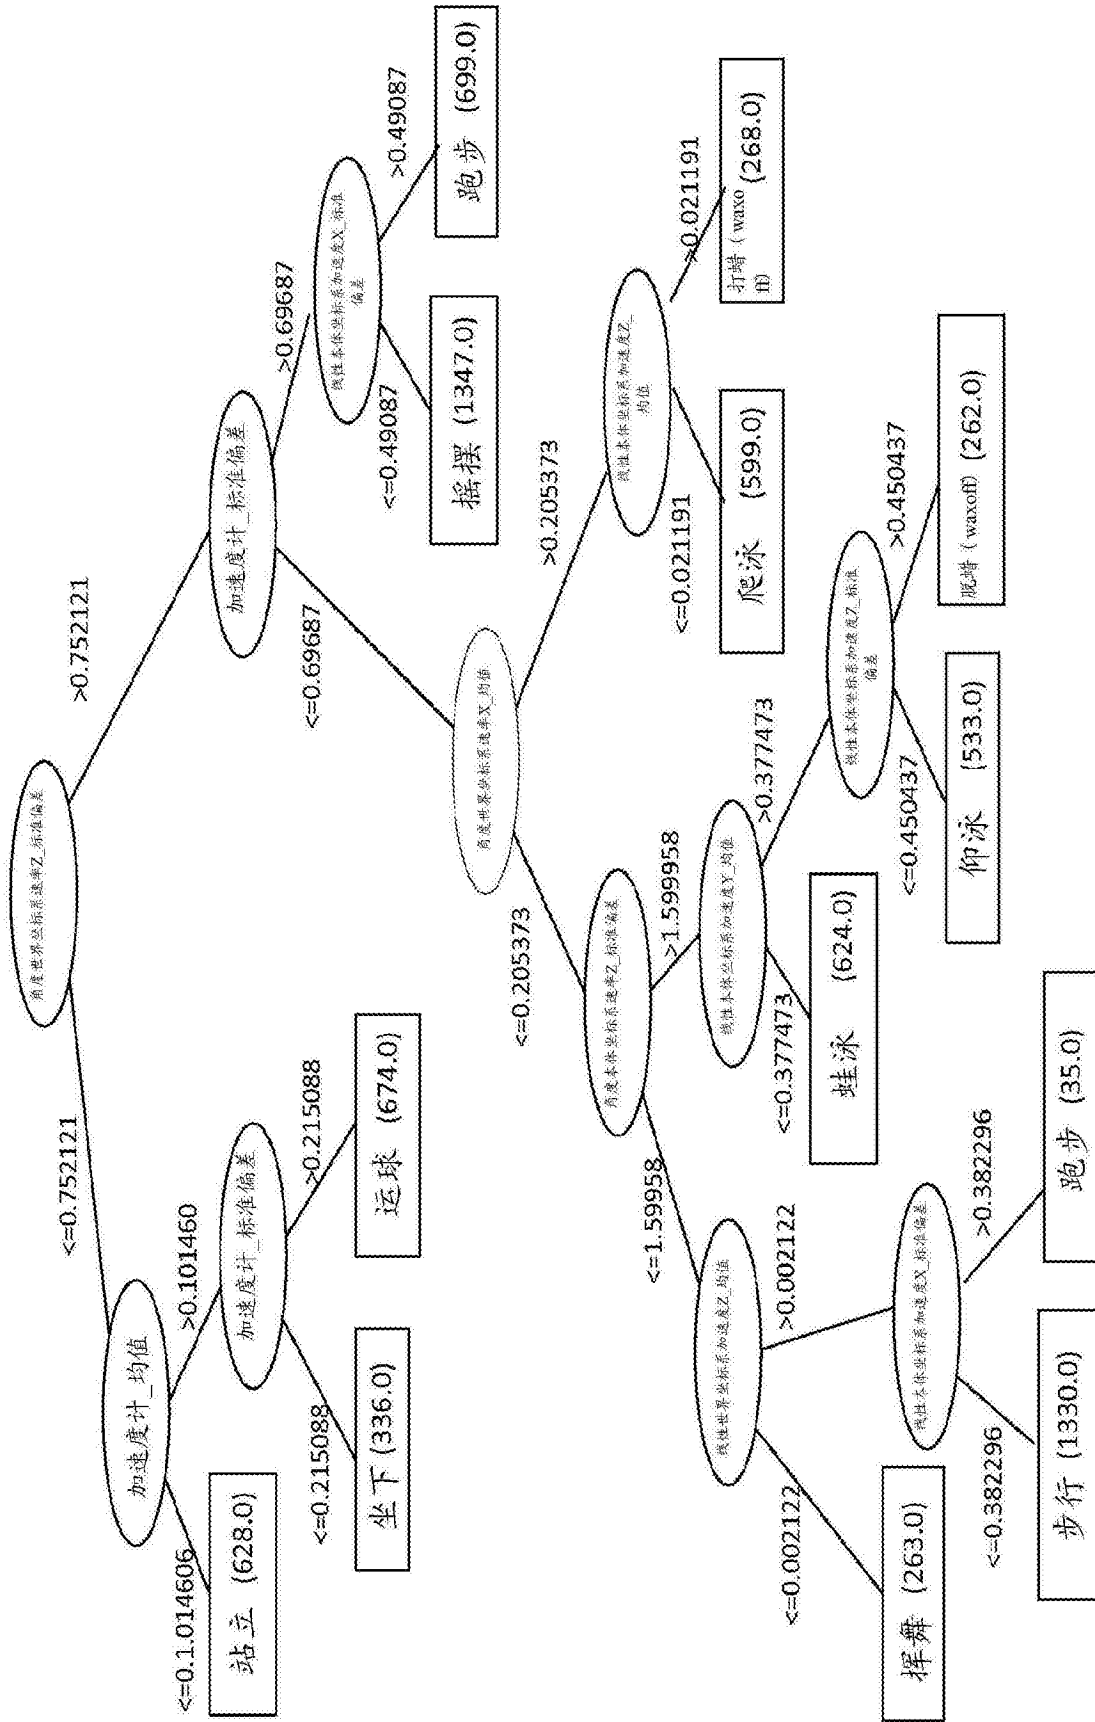 角度世界坐标系速率Z_标准偏差
<=0.752121
>0.752121
加速度计_均值
加速度计_标准偏差
<=0.1.014606
>0.101460
<=0.69687
>0.69687
站立 (628.0)
加速度计_标准偏差
线性本体坐标系加速度X_标准
偏差
<=0.215088
>0.215088
<=0.49087
>0.49087
坐下 (336.0)
运球 (674.0)
摇摆 (1347.0)
跑步 (699.0)
角度世界坐标系速率X_均值
<=0.205373
>0.205373
角度本体坐标系速率Z_标准偏差
线性本体坐标系加速度Z_
均值
<=1.59958
>1.599958
<=0.021191
>0.021191
线性世界坐标系加速度Z_均值
线性本体坐标系加速度Y_均值
爬泳 (599.0)
打蜡 ( waxo
ff) (268.0)
<=0.002122
>0.002122
<=0.377473
>0.377473
挥舞 (263.0)
线性本体坐标系加速度X_标准偏差
蛙泳 (624.0)
线性本体坐标系加速度Z_标准
偏差
<=0.382296
>0.382296
<=0.450437
>0.450437
步行 (1330.0)
跑步 (35.0)
仰泳 (533.0)
脱蜡 ( waxoff) (262.0)